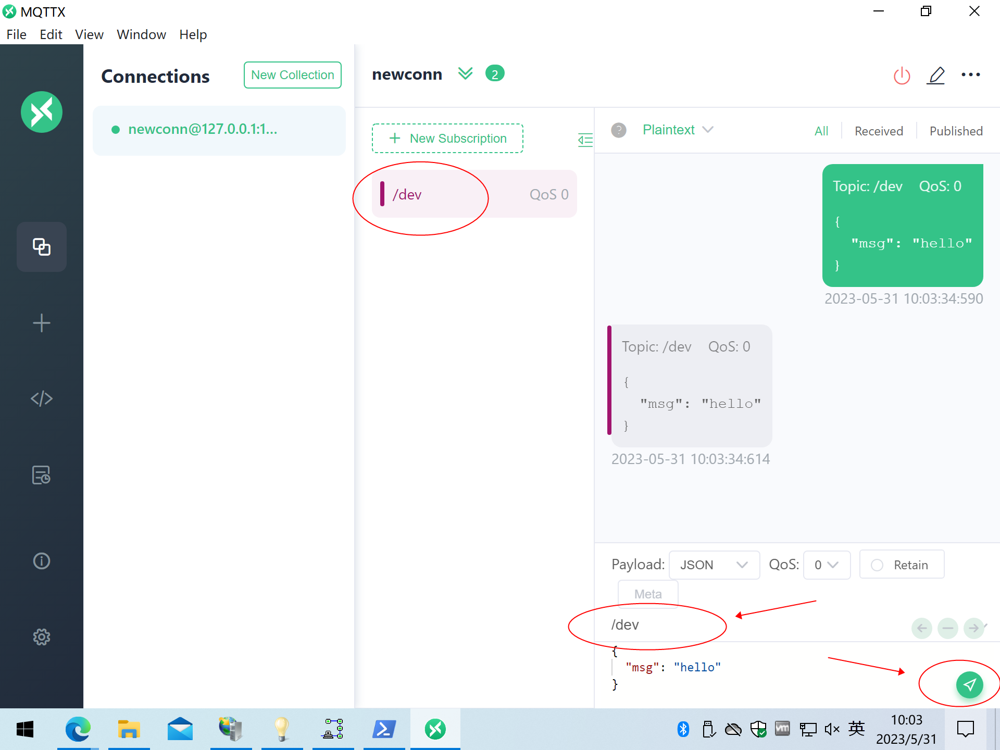 MQTTX
File Edit View Window Help
Connections New Collection
newconn@127.0.0.1:1...
newconn 2
+ New Subscription
/dev QoS 0
? Plaintext All Received Published
Topic: /dev QoS: 0
{
"msg": "hello"
}
2023-05-31 10:03:34:590
Topic: /dev QoS: 0
{
"msg": "hello"
}
2023-05-31 10:03:34:614
Payload: JSON QoS: 0 Retain
Meta
/dev
{
"msg": "hello"
}
英
10:03
2023/5/31